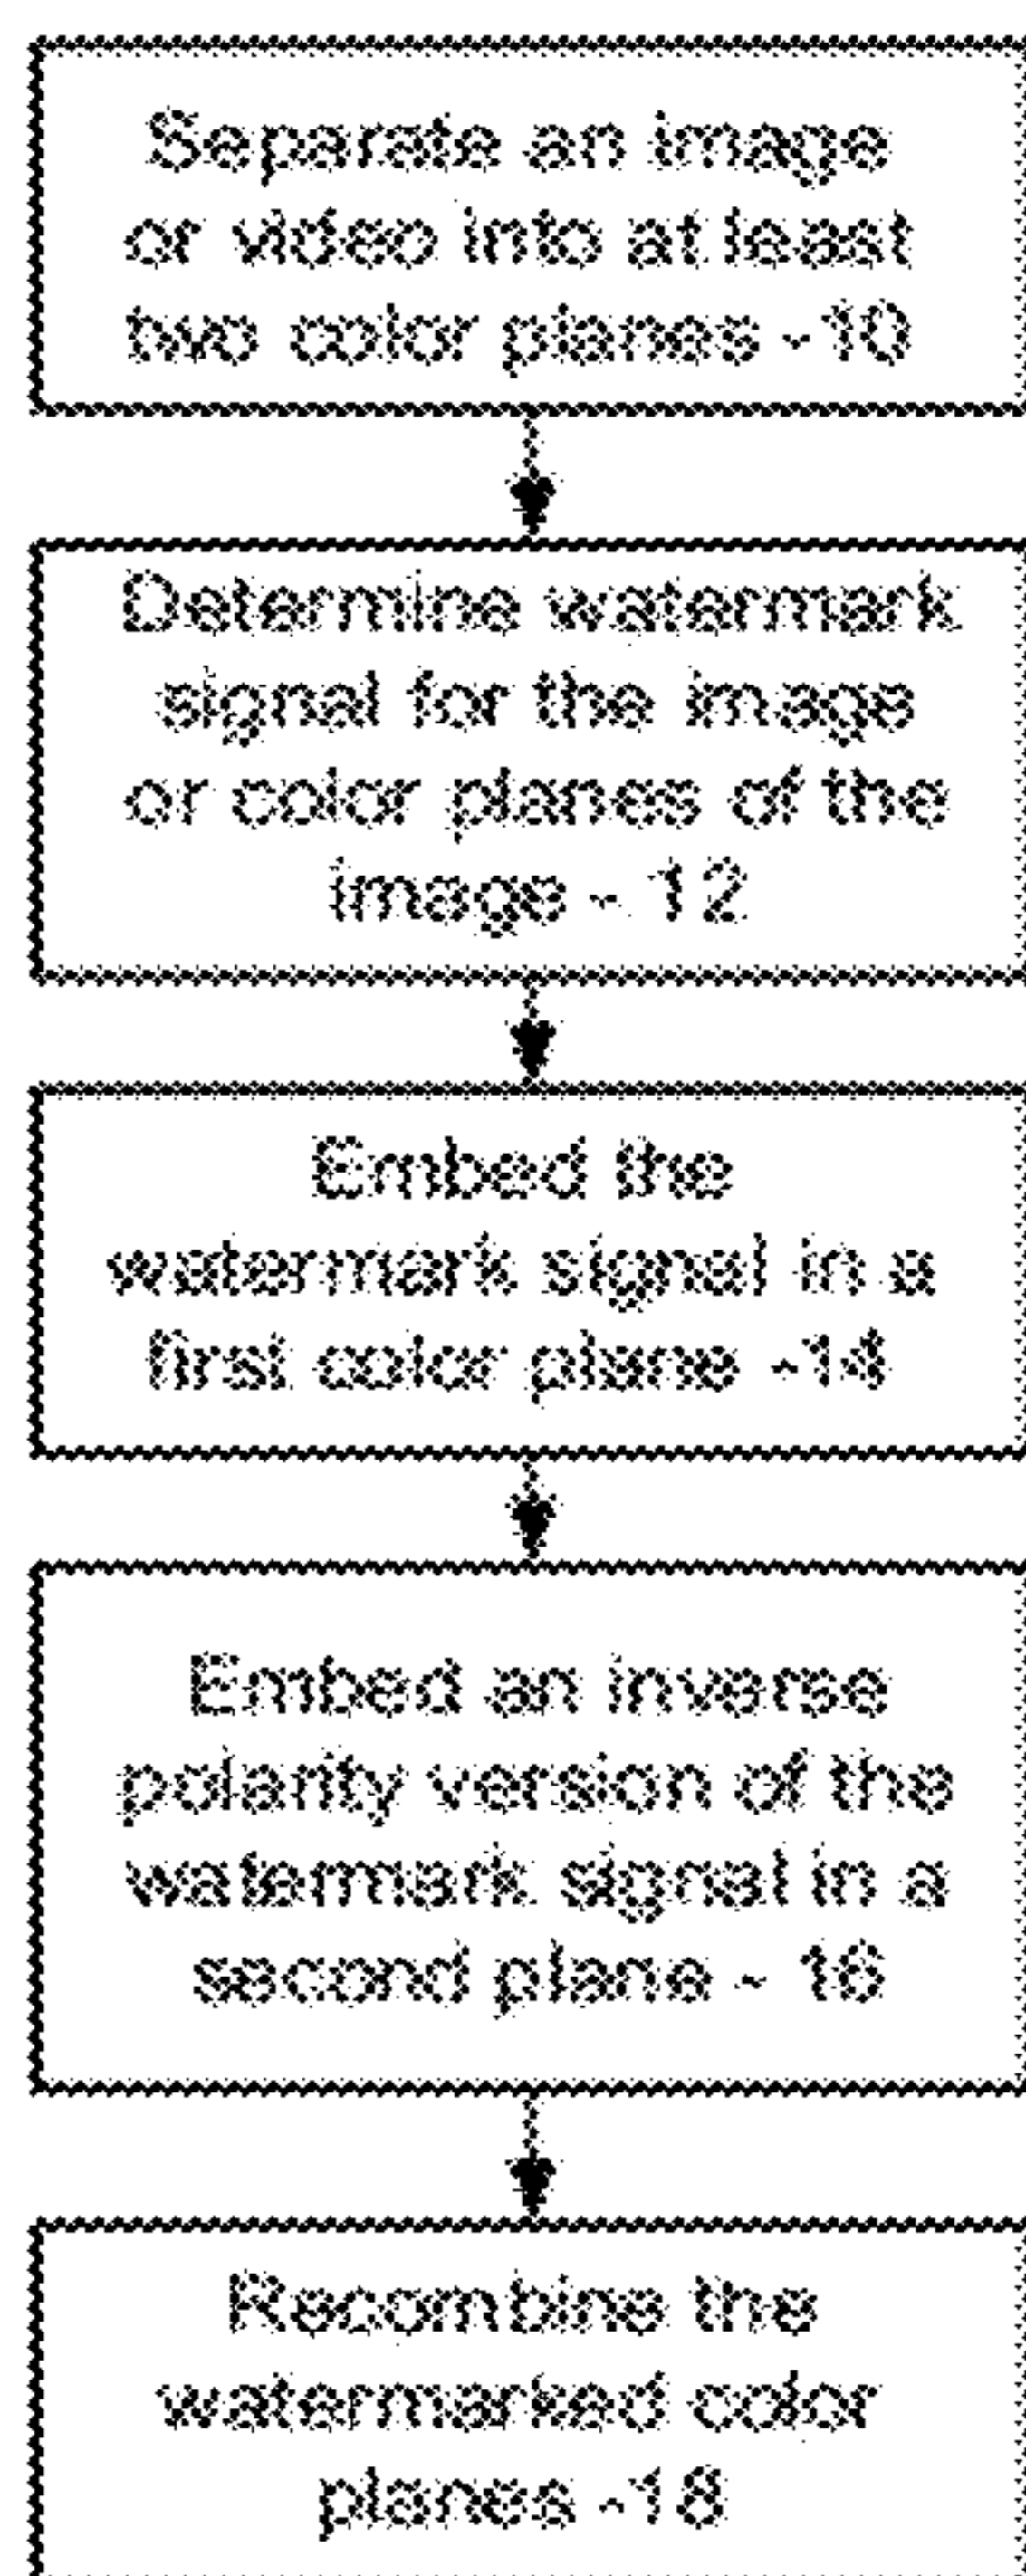 Separate an image
or video into at least
two color planes -10
Determine watermark
signal for the image
or color planes of the
image - 12
Embed the
watermark signal in a
first color plane -14
Embed an inverse
polarity version of the
watermark signal in a
second plane - 16
Recombine the
watermarked color
planes -18